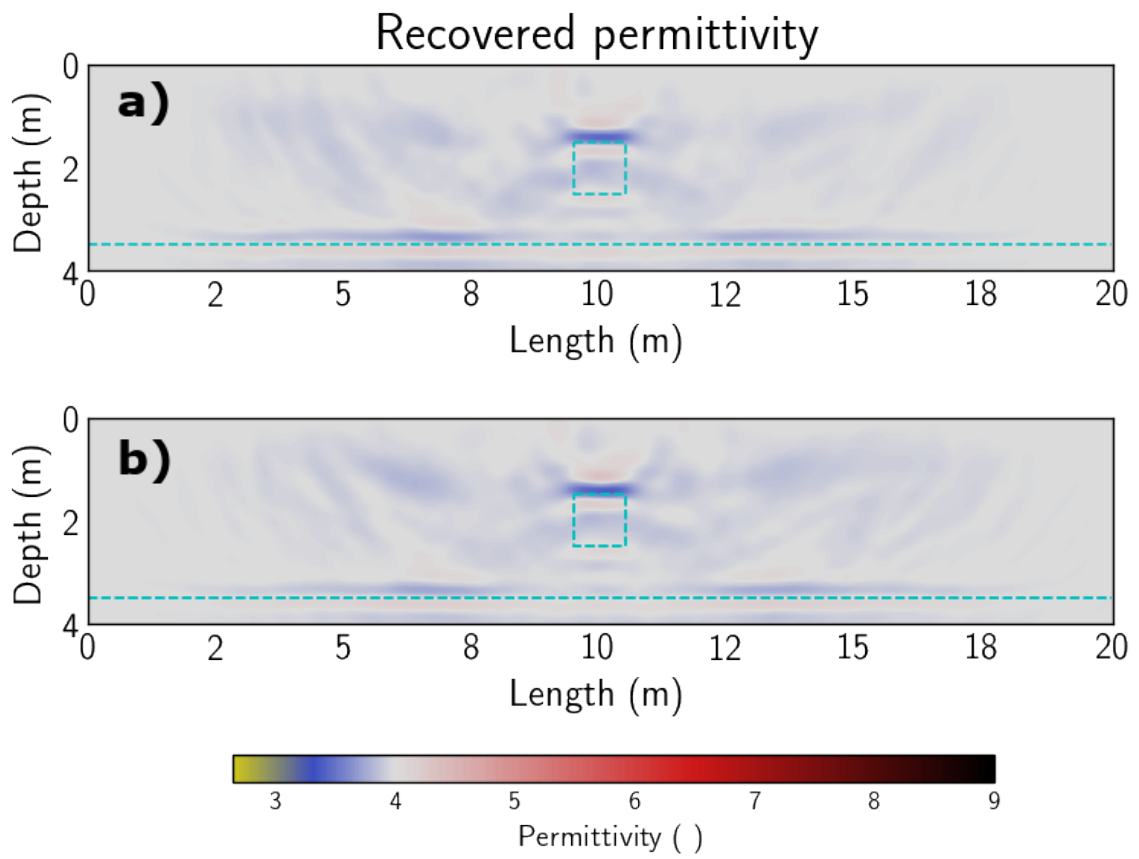 Recovered permittivity
a)
Depth (m)
0
2
4
0 2 5 8 10 12 15 18 20
Length (m)
b)
Depth (m)
0
2
4
0 2 5 8 10 12 15 18 20
Length (m)
3 4 5 6 7 8 9
Permittivity ( )